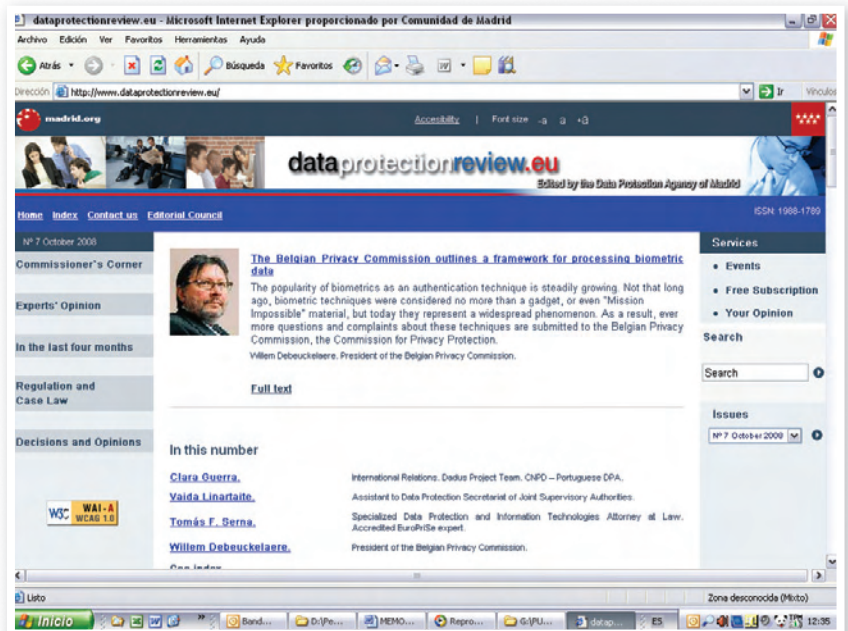 dataprotectionreview.eu - Microsoft Internet Explorer proporcionado por Comunidad de Madrid
Archivo Edición Ver Favoritos Herramientas Ayuda
Atrás Búsqueda Favoritos
Dirección http://www.dataprotectionreview.eu/ Ir Vínculos
madrid.org Accesibility | Font size -a a +a
dataprotectionreview.eu
Edited by the Data Protection Agency of Madrid
Home Index Contact us Editorial Council ISSN: 1988-1789
Nº 7 October 2008
Commissioner's Corner
Experts' Opinion
In the last four months
Regulation and
Case Law
Decisions and Opinions
W3C WAI-A
WCAG 1.0
The Belgian Privacy Commission outlines a framework for processing biometric
data
The popularity of biometrics as an authentication technique is steadily growing. Not that long
ago, biometric techniques were considered no more than a gadget, or even "Mission
Impossible" material, but today they represent a widespread phenomenon. As a result, ever
more questions and complaints about these techniques are submitted to the Belgian Privacy
Commission, the Commission for Privacy Protection.
Willem Debeuckelaere. President of the Belgian Privacy Commission.
Full text
In this number
Clara Guerra. International Relations. Dadus Project Team. CNPD – Portuguese DPA.
Vaida Linartaite. Assistant to Data Protection Secretariat of Joint Supervisory Authorities.
Tomás F. Serna. Specialized Data Protection and Information Technologies Attorney at Law.
Accredited EuroPriSe expert.
Willem Debeuckelaere. President of the Belgian Privacy Commission.
Services
Events
Free Subscription
Your Opinion
Search
Search
Issues
Nº 7 October 2008
Listo Zona desconocida (Mixto)
Inicio Band... D:\Pe... MEMO... Repro... G:\PU... datap... ES 12:35